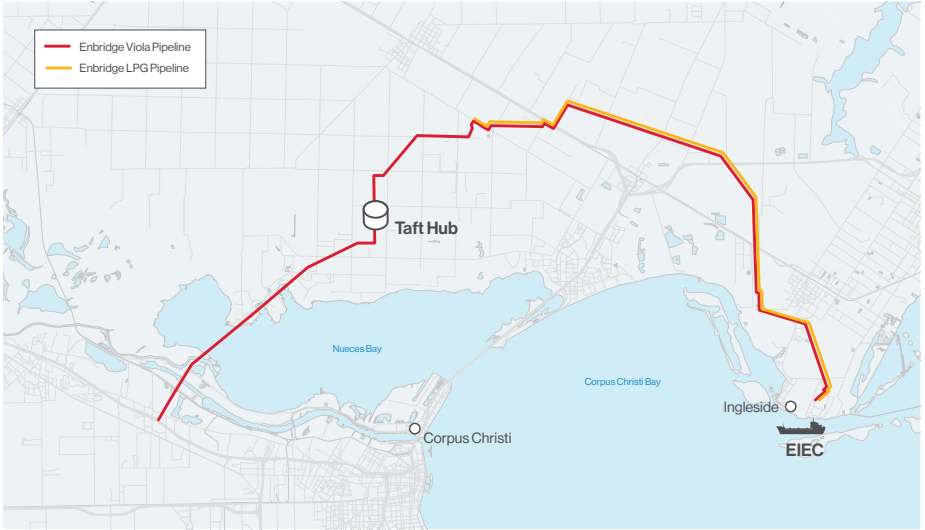 Enbridge Viola Pipeline
Enbridge LPG Pipeline
Taft Hub
Nueces Bay
Corpus Christi Bay
Ingleside
Corpus Christi
EIEC